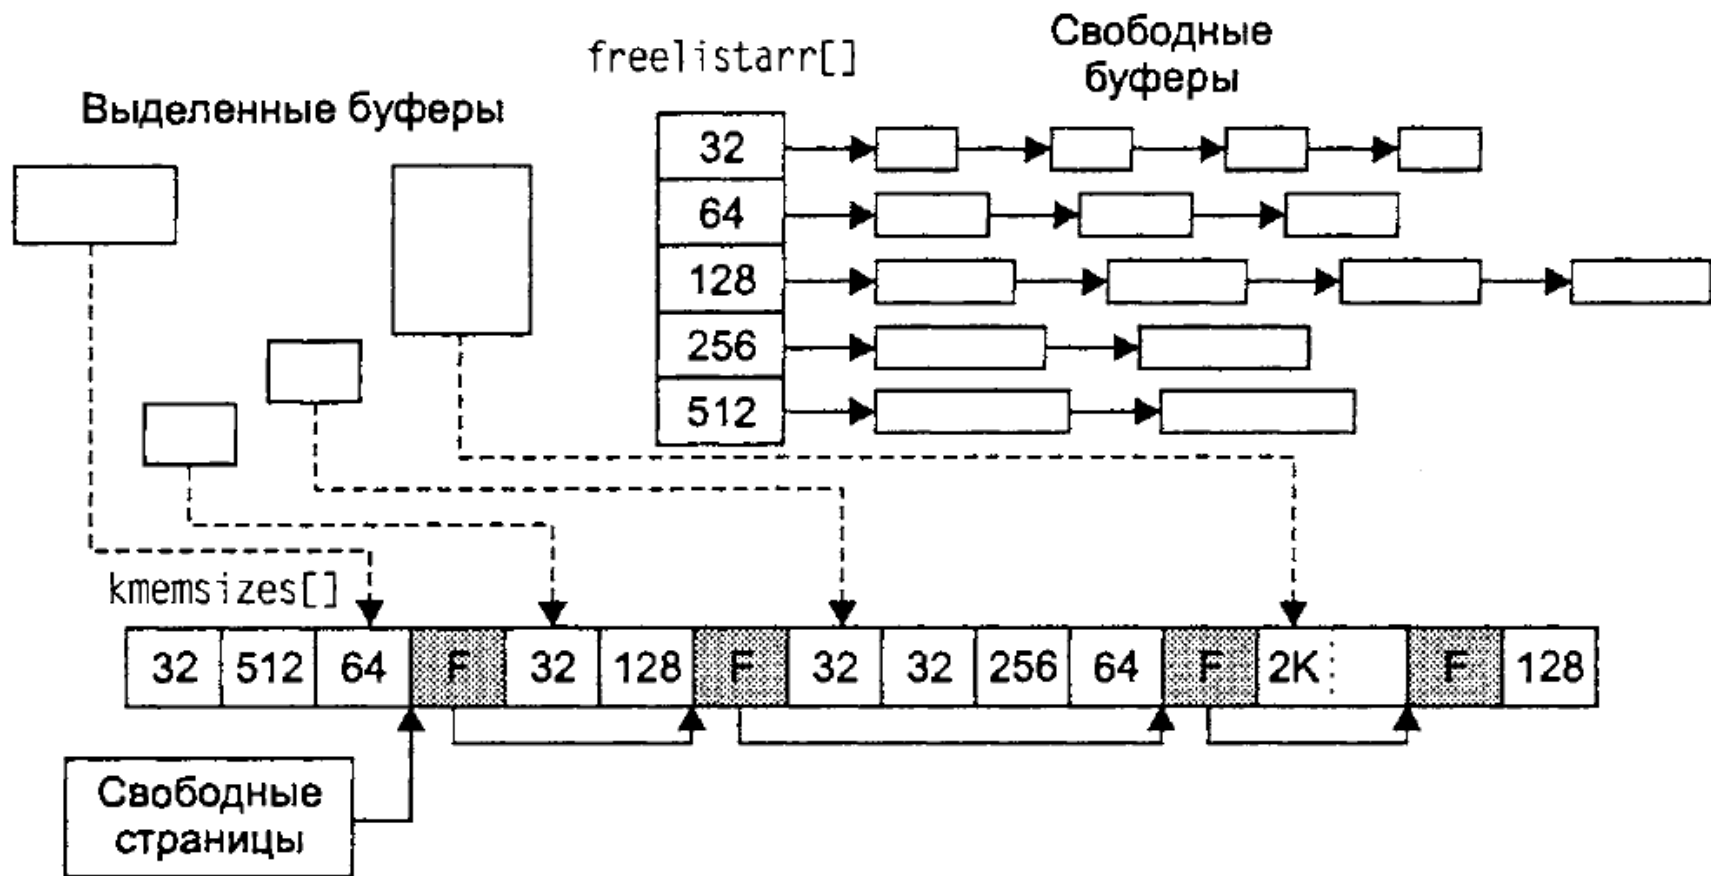 freelistarr[]
Свободные
буферы
Выделенные буферы
32
64
128
256
512
kmemsizes[]
32 512 64 F 32 128 F 32 32 256 64 F 2K F 128
Свободные
страницы